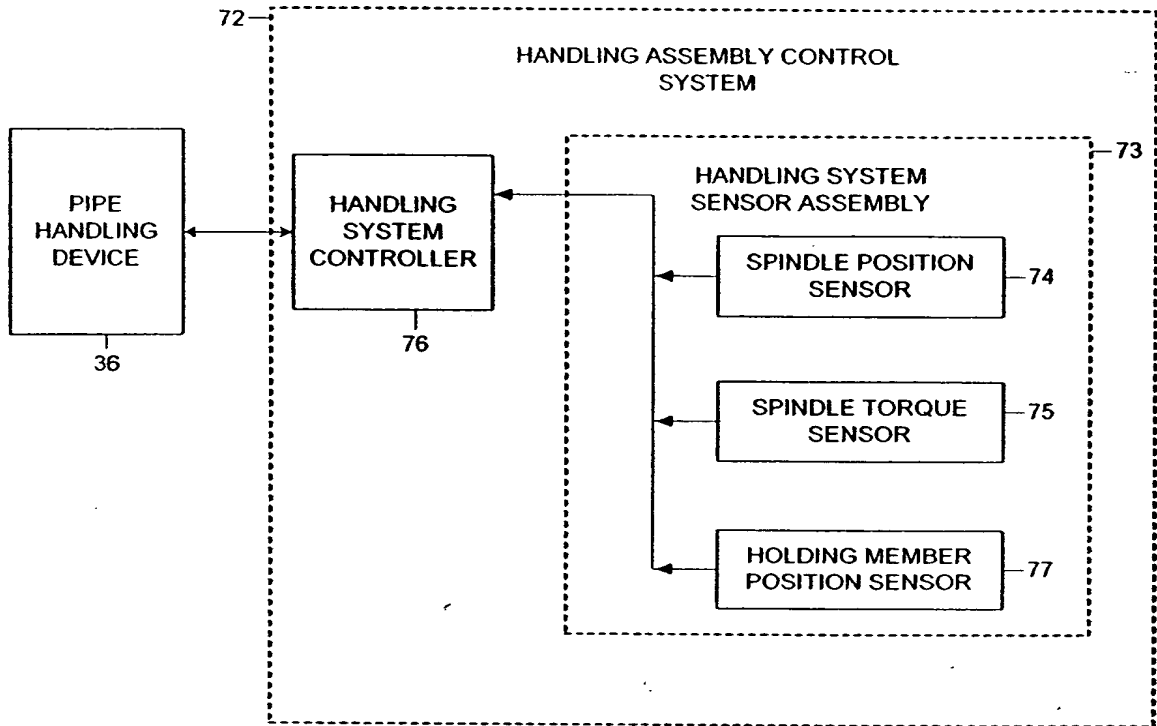 72
HANDLING ASSEMBLY CONTROL
SYSTEM
73
HANDLING SYSTEM
SENSOR ASSEMBLY
PIPE
HANDLING
DEVICE
36
HANDLING
SYSTEM
CONTROLLER
76
SPINDLE POSITION
SENSOR
74
SPINDLE TORQUE
SENSOR
75
HOLDING MEMBER
POSITION SENSOR
77